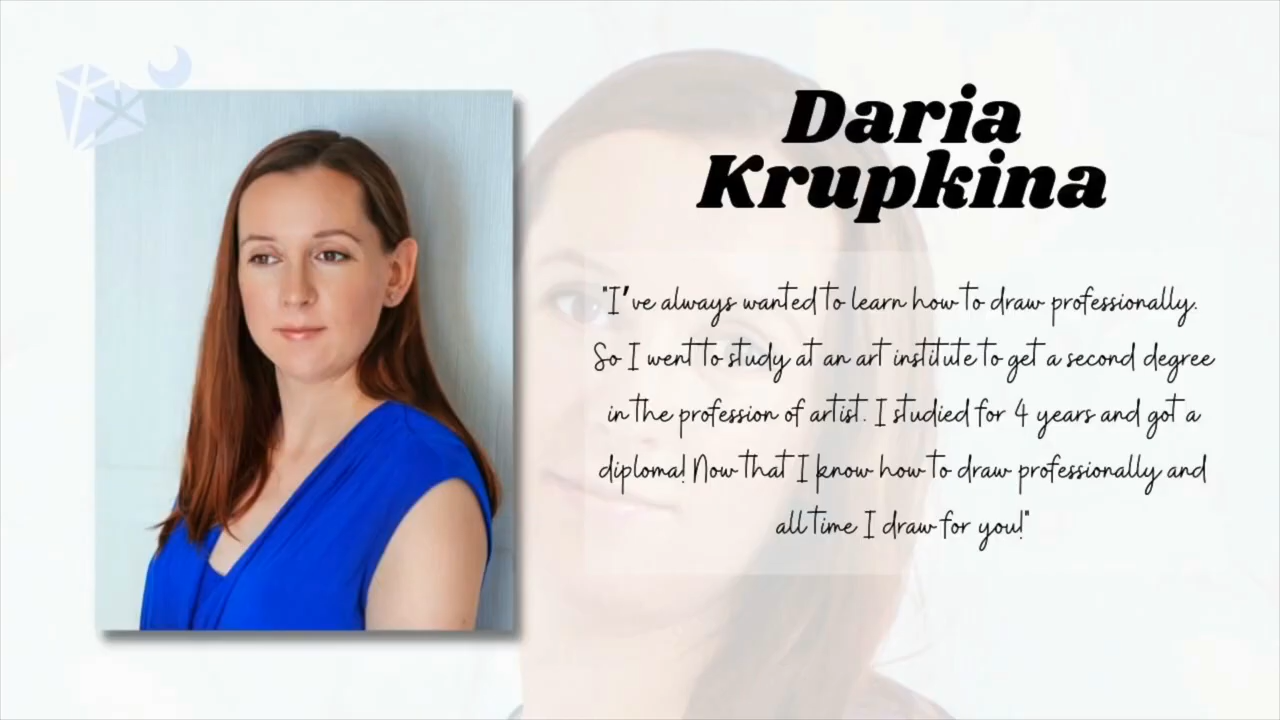 Daria
Krupkina
"I've always wanted to learn how to draw professionally.
So I went to study at an art institute to get a second degree
in the profession of artist. I studied for 4 years and got a
diploma! Now that I know how to draw professionally and
all time I draw for you!"